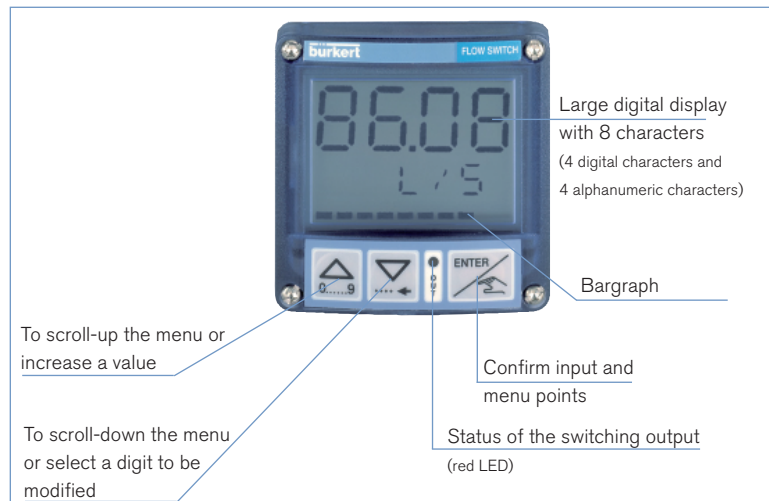 bürkert
FLOW SWITCH
86.08
L/S
0......9
OUT
ENTER
Large digital display
with 8 characters
(4 digital characters and
4 alphanumeric characters)
Bargraph
To scroll-up the menu or
increase a value
Confirm input and
menu points
To scroll-down the menu
or select a digit to be
modified
Status of the switching output
(red LED)